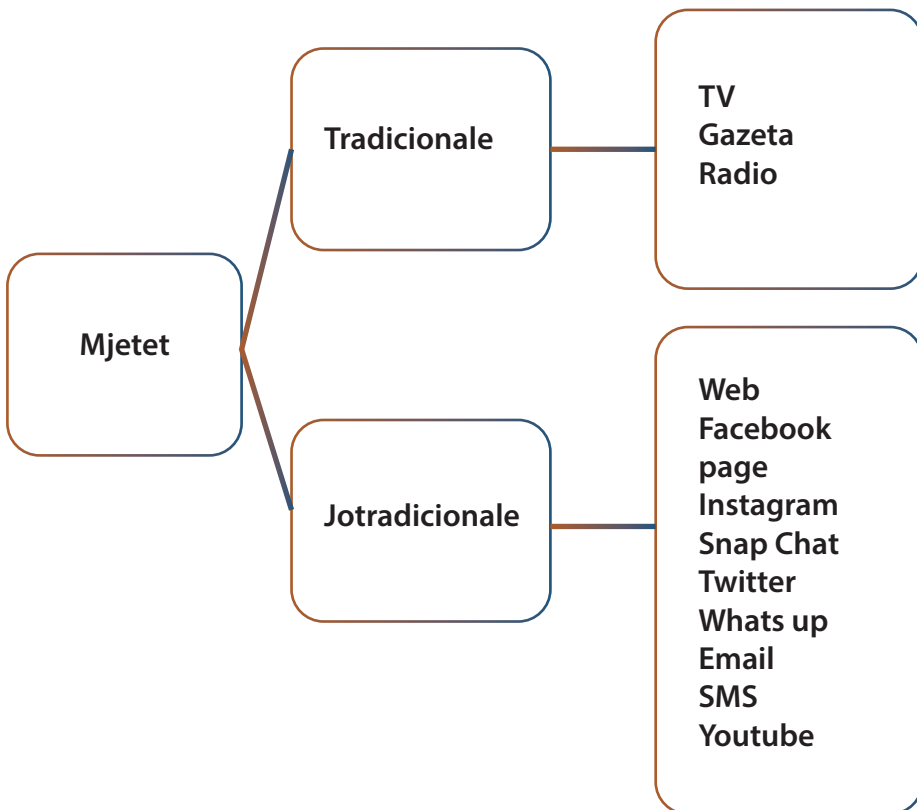 Mjetet
Tradicionale
TV
Gazeta
Radio
Jotradicionale
Web
Facebook
page
Instagram
Snap Chat
Twitter
Whats up
Email
SMS
Youtube